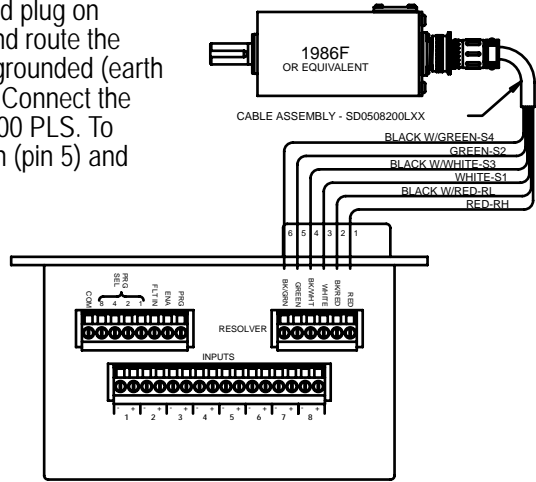 d plug on
nd route the
grounded (earth
Connect the
00 PLS. To
n (pin 5) and
1986F
OR EQUIVALENT
CABLE ASSEMBLY - SD0508200LXX
BLACK W/GREEN-S4
GREEN-S2
BLACK W/WHITE-S3
WHITE-S1
BLACK W/RED-RL
RED-RH
6 5 4 3 2 1
COM
8 4 2 1
PRG
SEL
FLT IN
ENA
PRG
BK/GRN
GREEN
BK/WHT
WHITE
BK/RED
RED
RESOLVER
INPUTS
- + - + - + - + - + - + - + - +
1 2 3 4 5 6 7 8